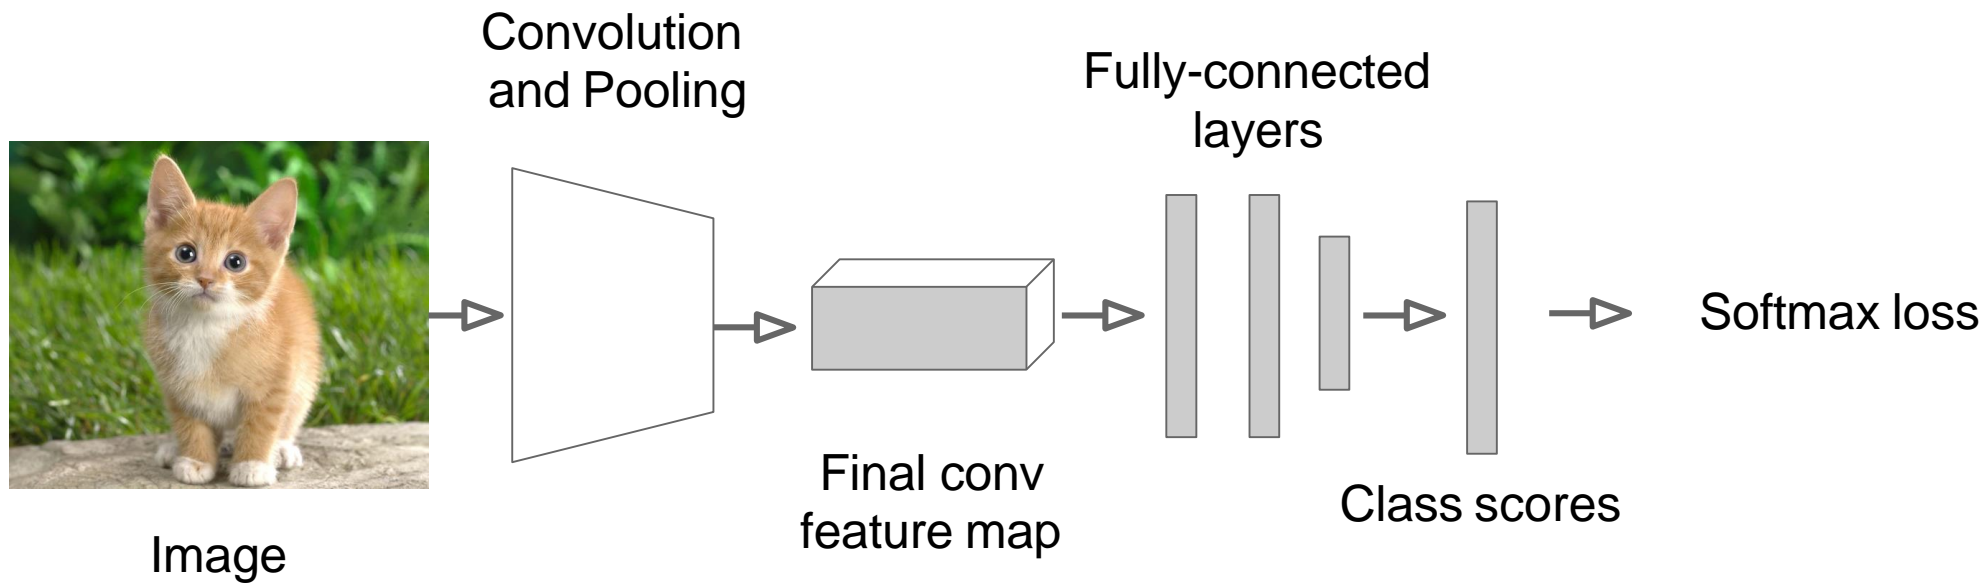 Convolution
and Pooling
Fully-connected
layers
Softmax loss
Final conv
feature map
Class scores
Image